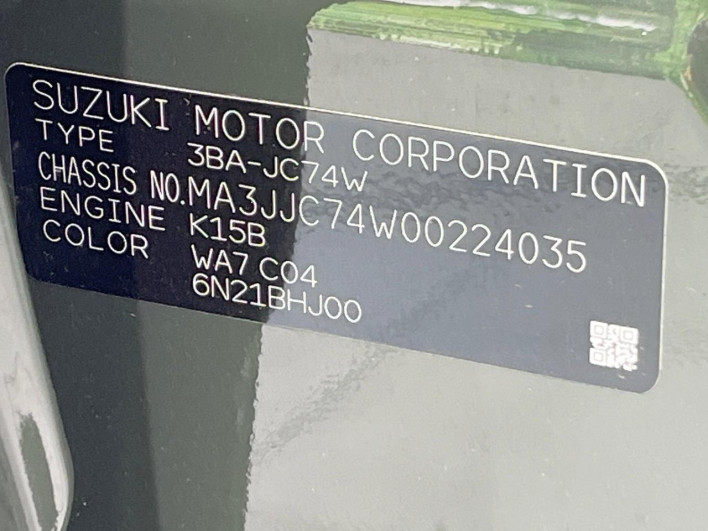 SUZUKI MOTOR CORPORATION
TYPE 3BA-JC74W
CHASSIS NO.MA3JJC74W00224035
ENGINE K15B
COLOR WA7 C04
6N21BHJ00